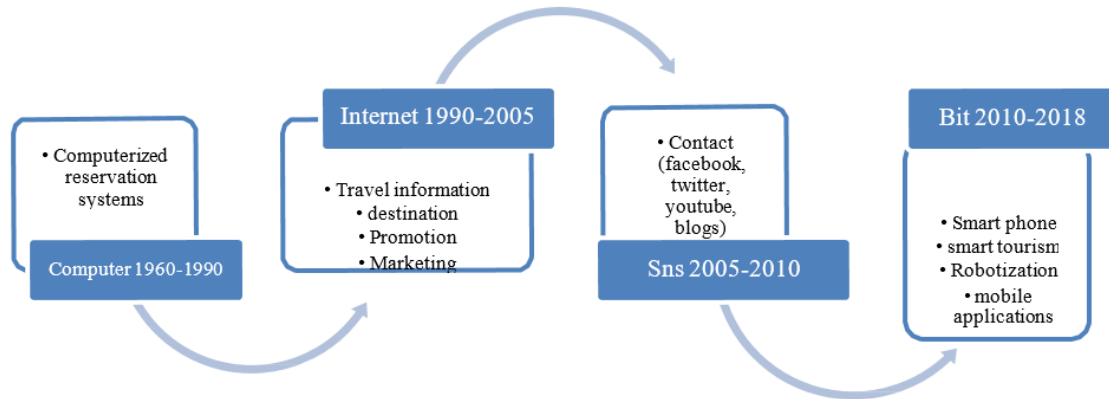 • Computerized
reservation
systems
Computer 1960-1990
Internet 1990-2005
• Travel information
• destination
• Promotion
• Marketing
• Contact
(facebook,
twitter,
youtube,
blogs)
Sns 2005-2010
Bit 2010-2018
• Smart phone
• smart tourism
• Robotization
• mobile
applications